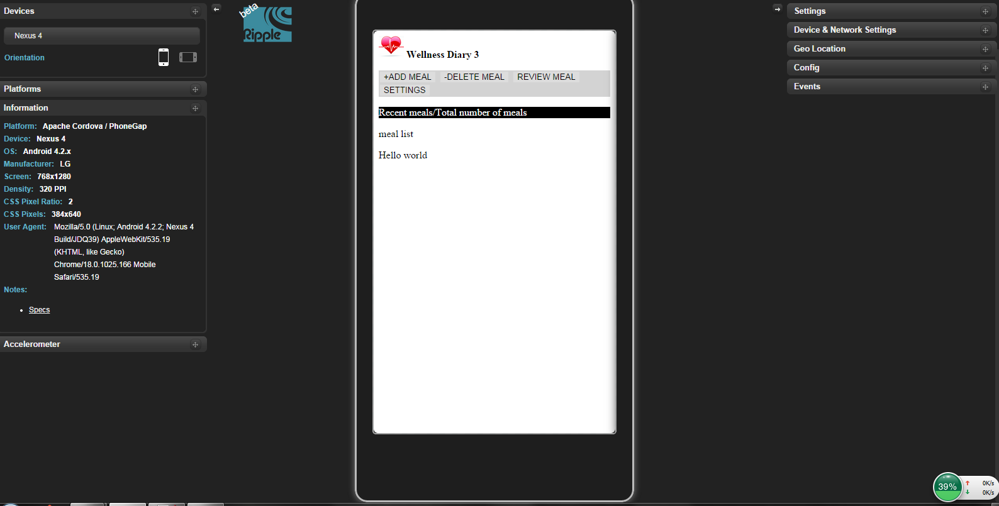 Devices
Nexus 4
Orientation
Platforms
Information
Platform: Apache Cordova / PhoneGap
Device: Nexus 4
OS: Android 4.2.x
Manufacturer: LG
Screen: 768x1280
Density: 320 PPI
CSS Pixel Ratio: 2
CSS Pixels: 384x640
User Agent: Mozilla/5.0 (Linux; Android 4.2.2; Nexus 4
Build/JDQ39) AppleWebKit/535.19
(KHTML, like Gecko)
Chrome/18.0.1025.166 Mobile
Safari/535.19
Notes:
Specs
Accelerometer
beta
Ripple
Wellness Diary 3
+ADD MEAL -DELETE MEAL REVIEW MEAL
SETTINGS
Recent meals/Total number of meals
meal list
Hello world
Settings
Device & Network Settings
Geo Location
Config
Events
39%
0K/s
0K/s